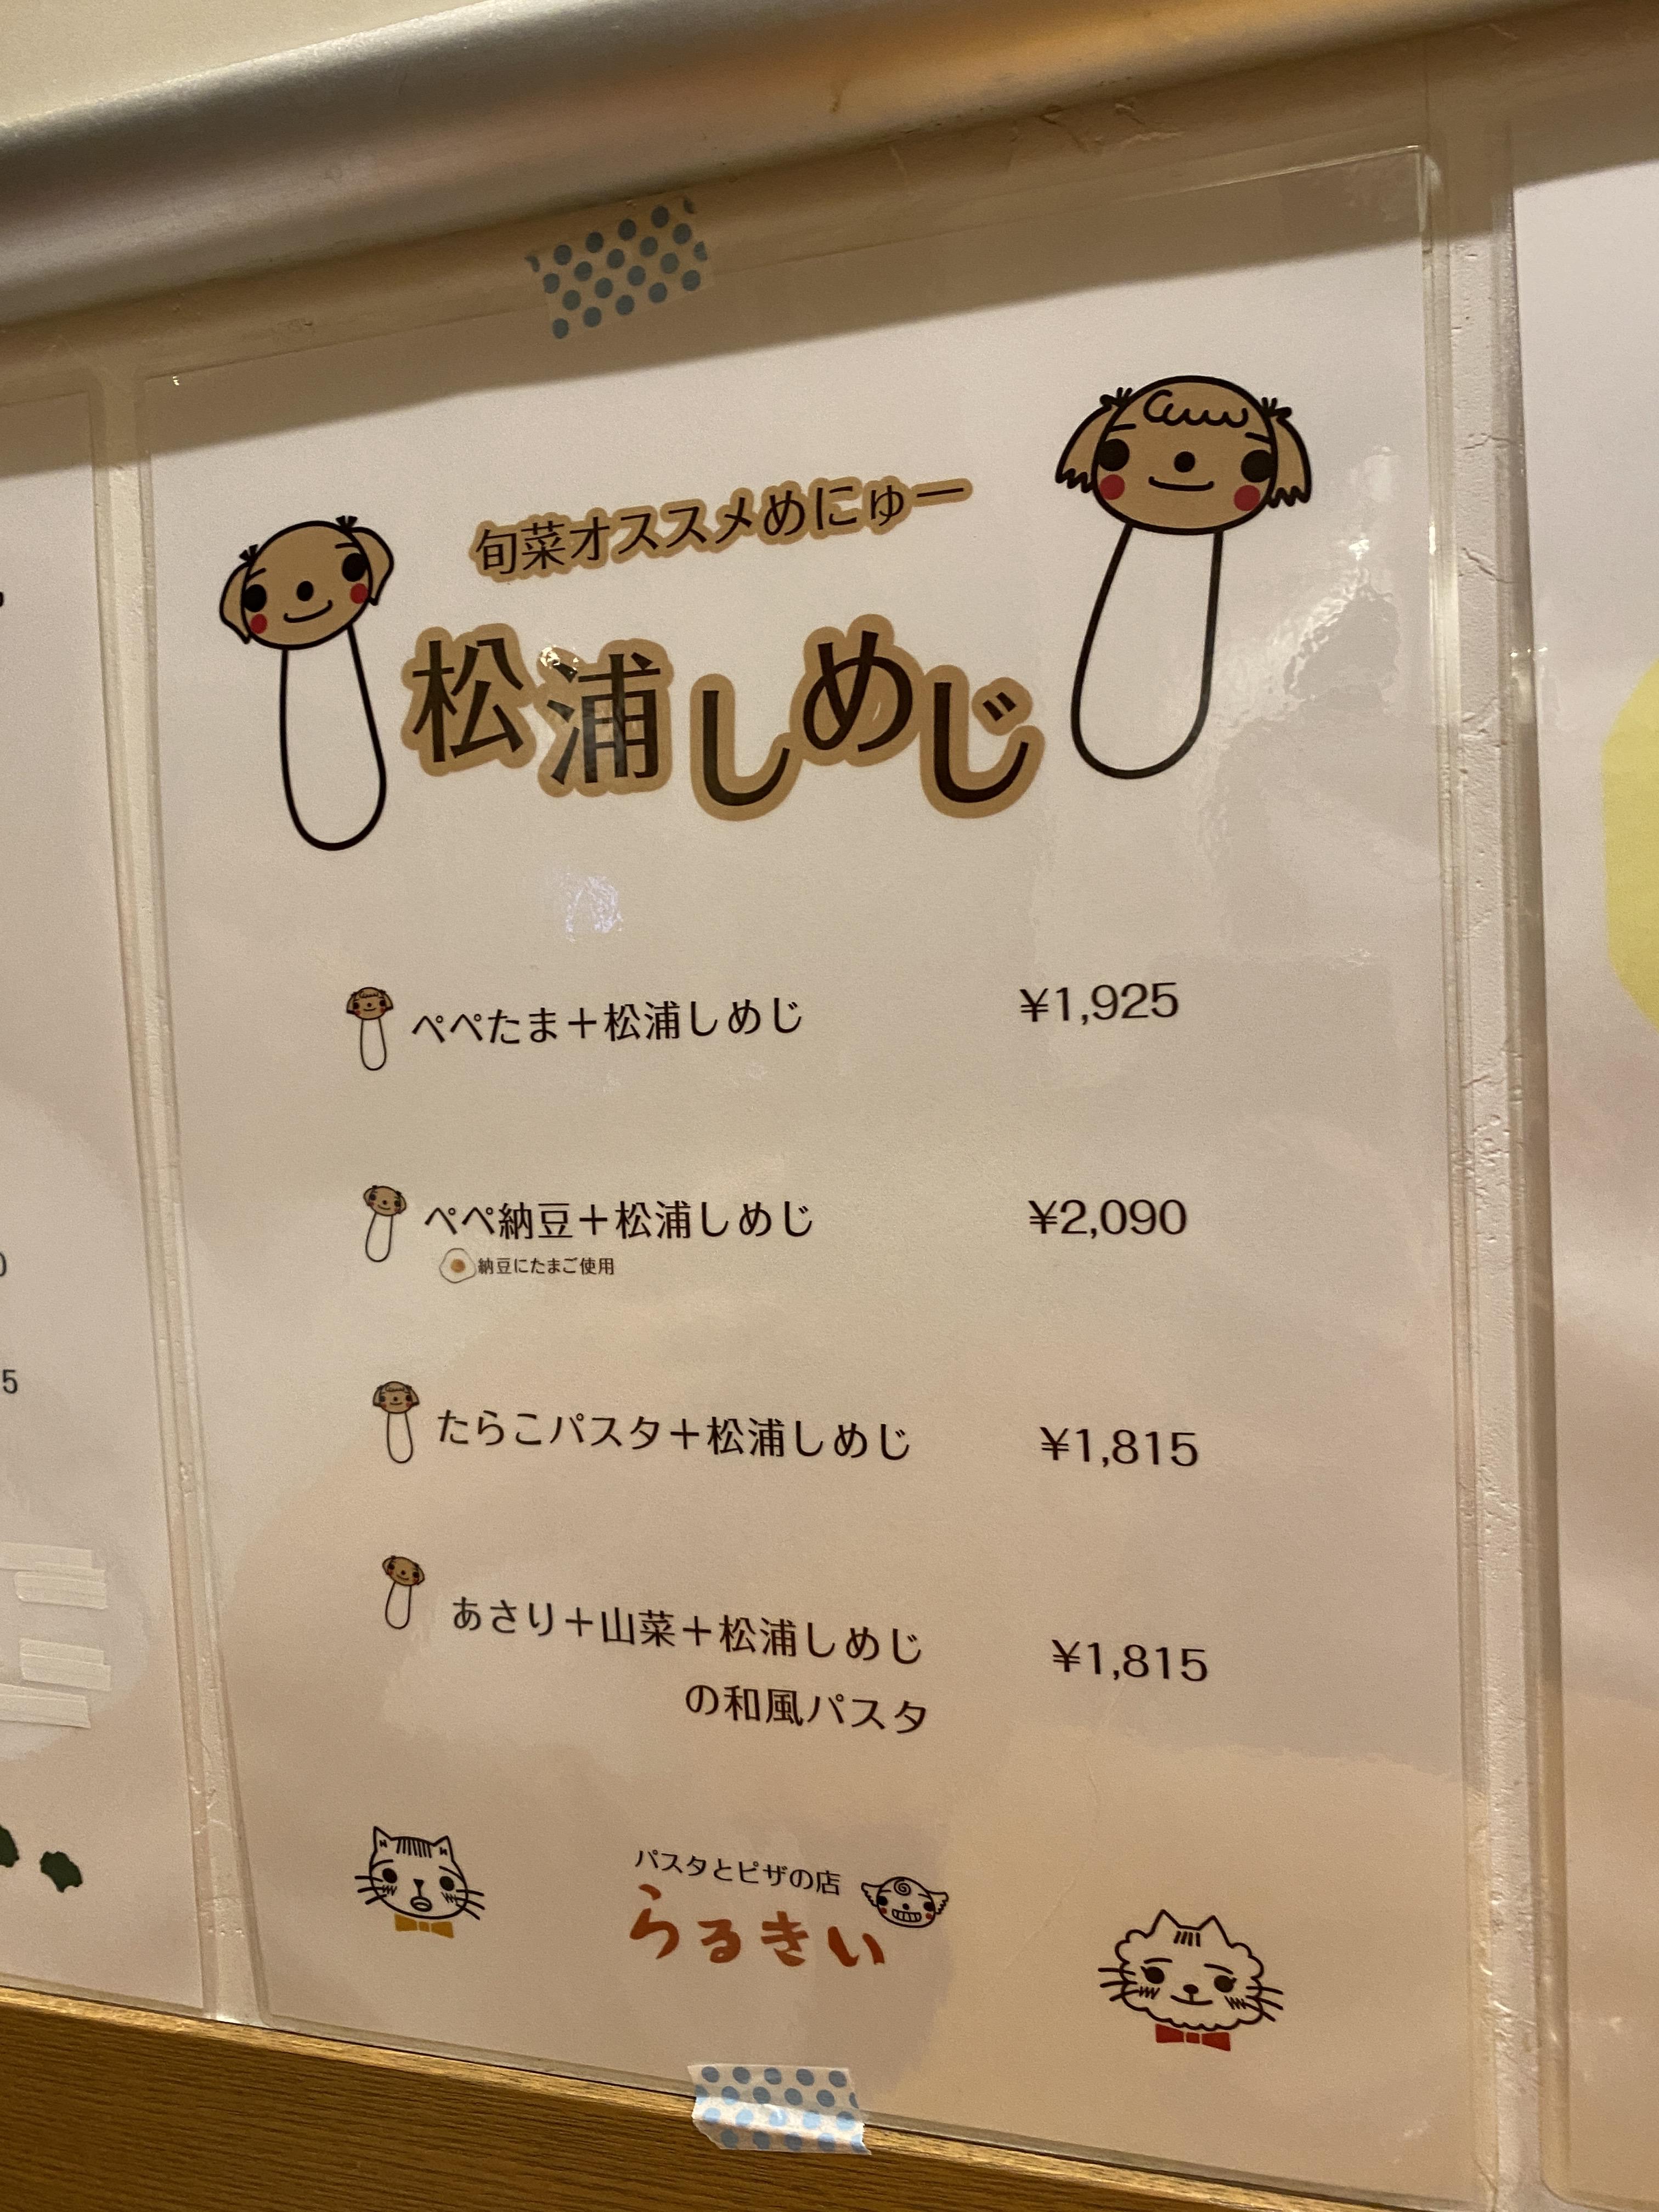 旬菜オススメめにゅー
松浦しめじ
ぺぺたま＋松浦しめじ ¥1,925
ぺぺ納豆＋松浦しめじ ¥2,090
納豆にたまご使用
たらこパスタ＋松浦しめじ ¥1,815
あさり＋山菜＋松浦しめじ ¥1,815
の和風パスタ
パスタとピザの店
らるきい